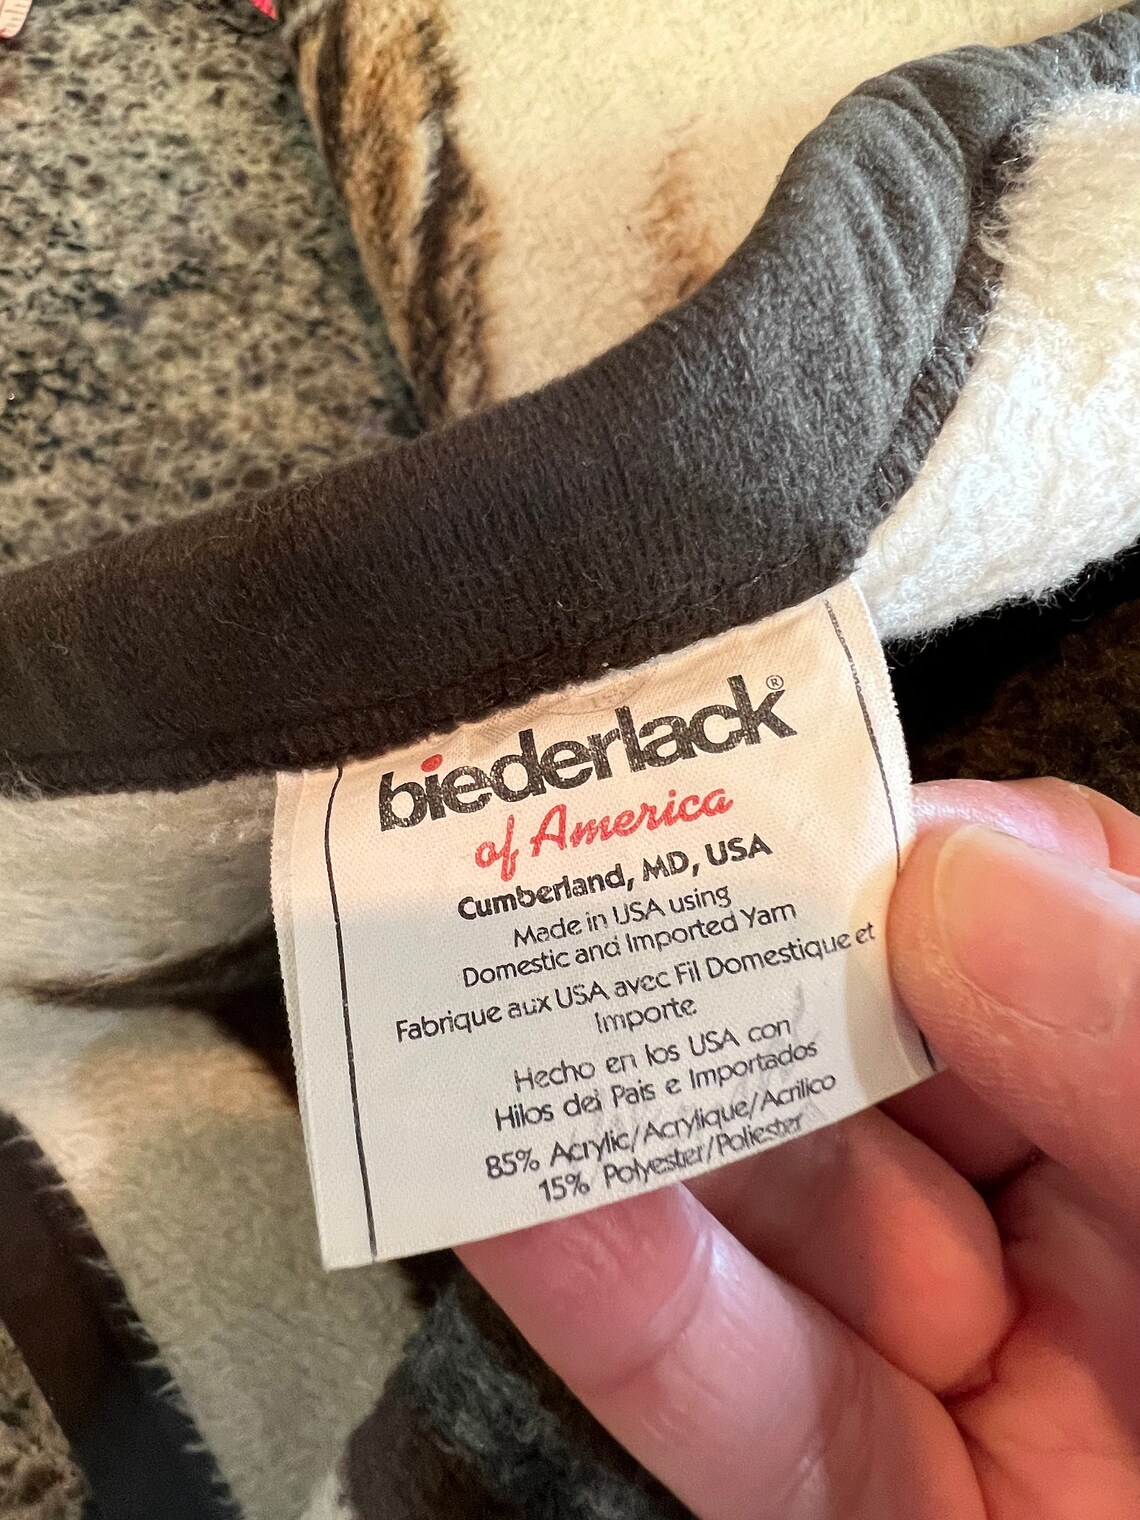 biederlack®
of America
Cumberland, MD, USA
Made in USA using
Domestic and Imported Yarn
Fabrique aux USA avec Fil Domestique et
Importe
Hecho en los USA con
Hilos del Pais e Importados
85% Acrylic/Acrylique/Acrilico
15% Polyester/Poliester